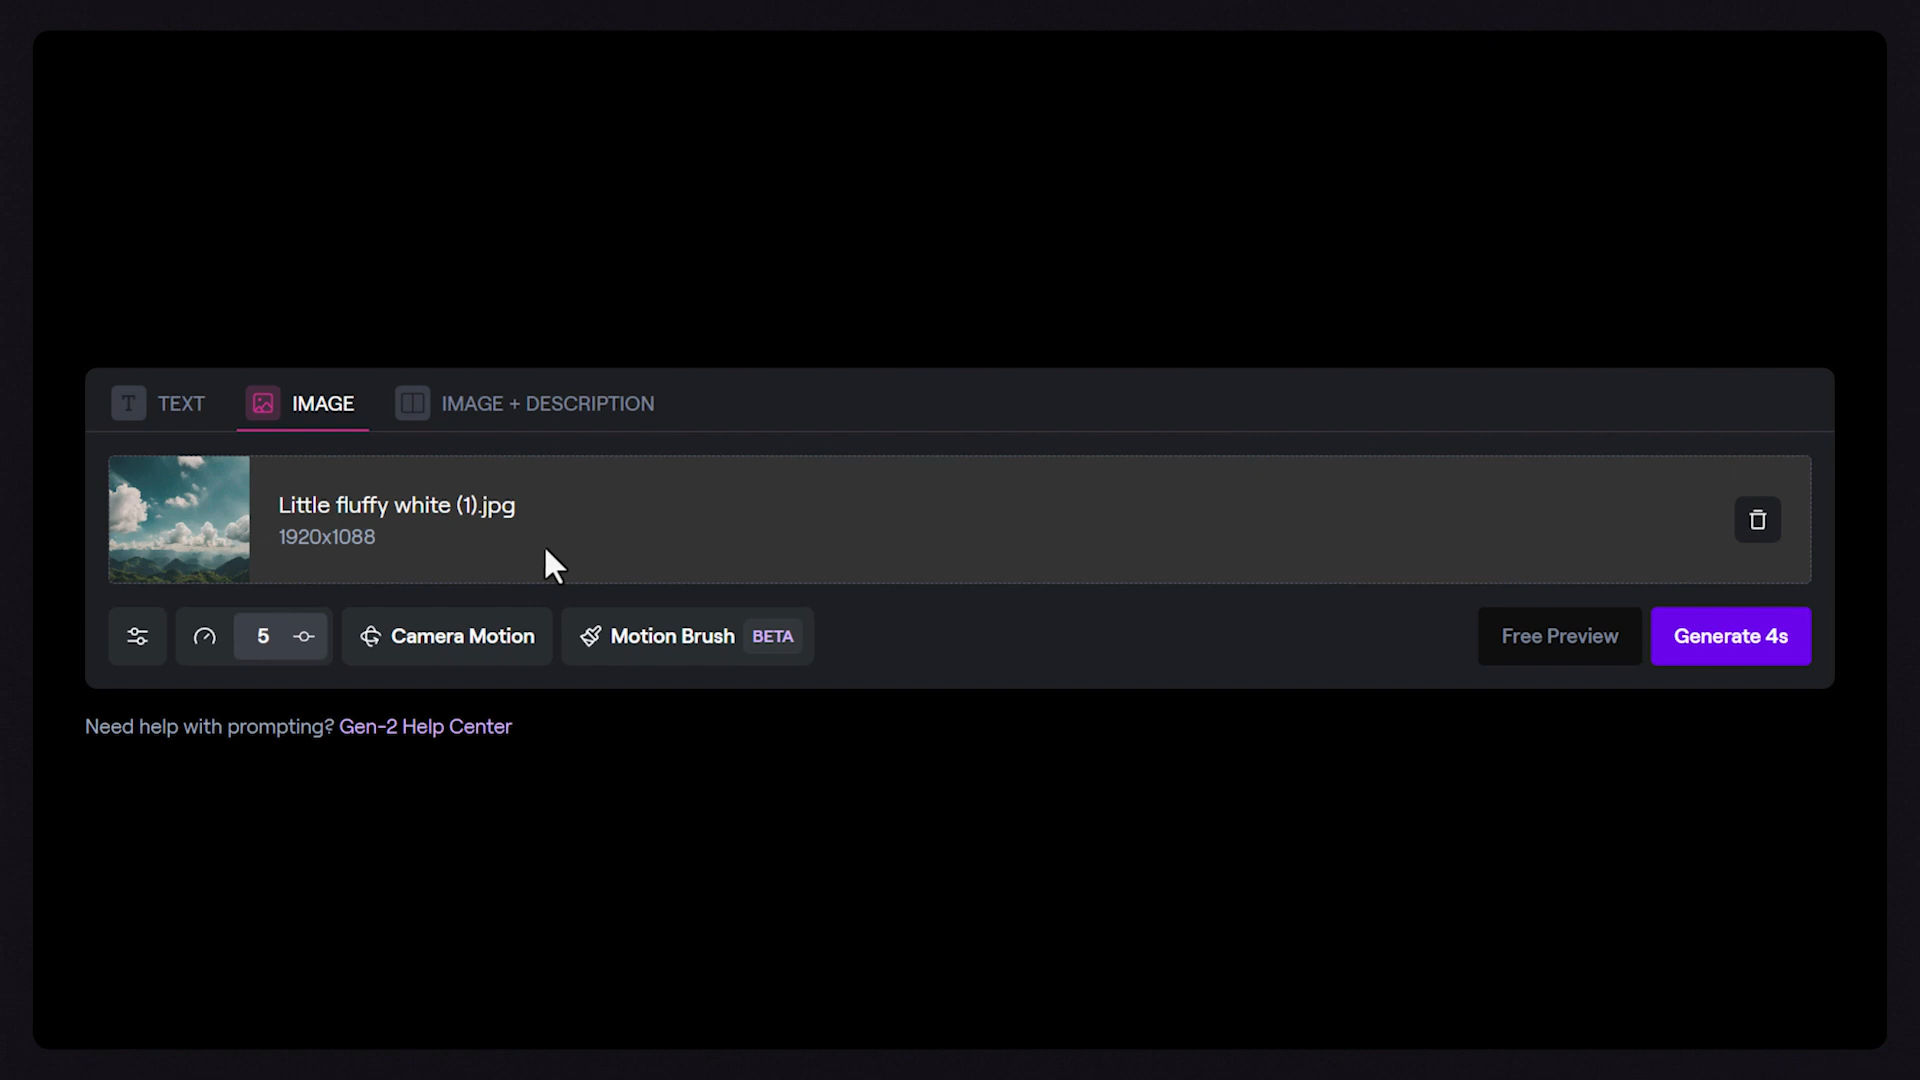 TEXT IMAGE IMAGE + DESCRIPTION
Little fluffy white (1).jpg
1920x1088
5 Camera Motion Motion Brush BETA Free Preview Generate 4s
Need help with prompting? Gen-2 Help Center